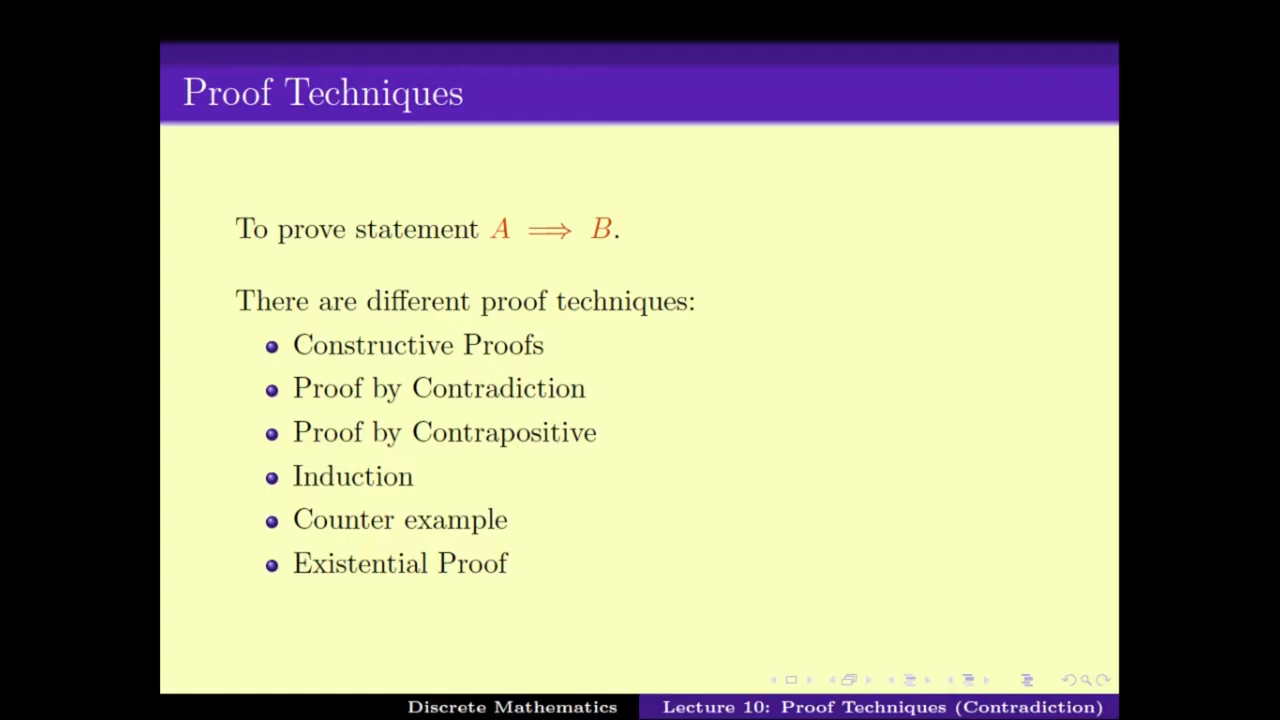 Proof Techniques
To prove statement A ⟹ B.
There are different proof techniques:
Constructive Proofs
Proof by Contradiction
Proof by Contrapositive
Induction
Counter example
Existential Proof
Discrete Mathematics
Lecture 10: Proof Techniques (Contradiction)